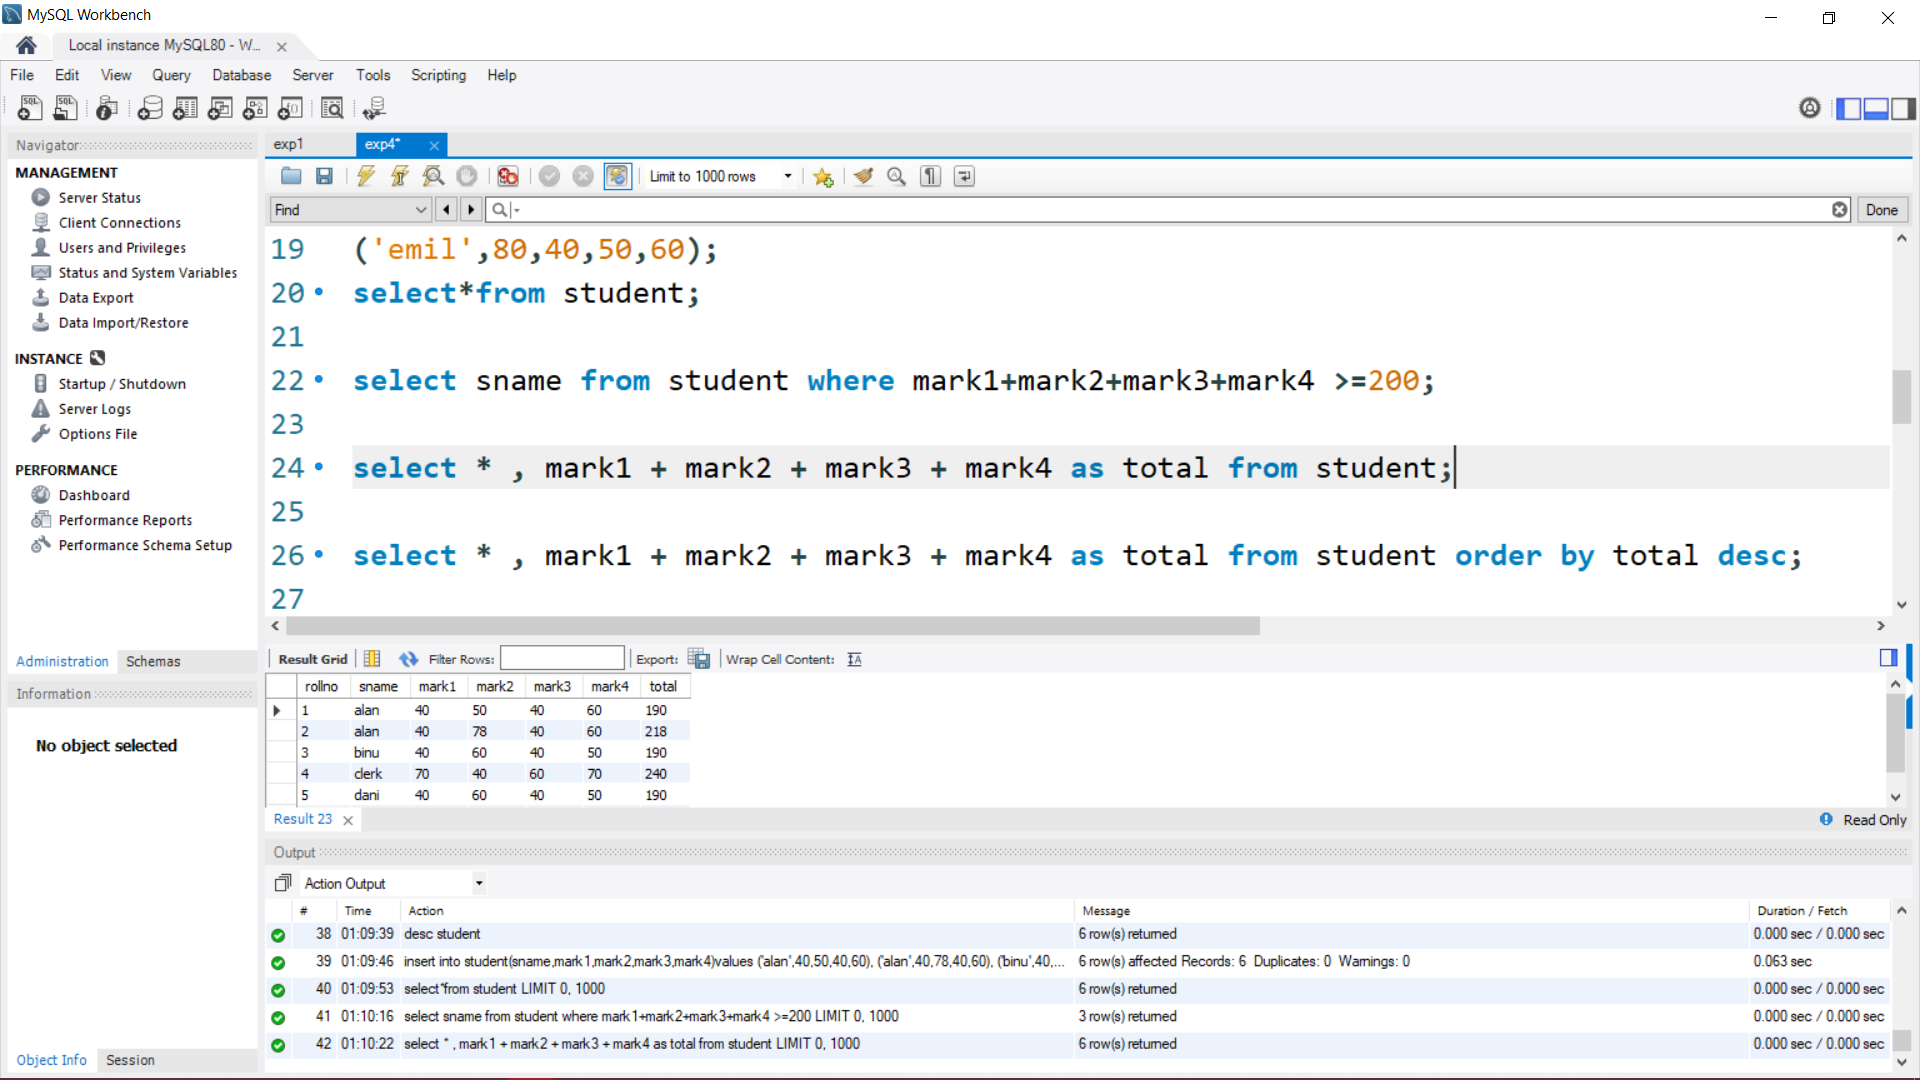 MySQL Workbench
Local instance MySQL80 - W...
File Edit View Query Database Server Tools Scripting Help
Navigator
MANAGEMENT
Server Status
Client Connections
Users and Privileges
Status and System Variables
Data Export
Data Import/Restore
INSTANCE
Startup / Shutdown
Server Logs
Options File
PERFORMANCE
Dashboard
Performance Reports
Performance Schema Setup
Administration Schemas
Information
No object selected
Object Info Session
exp1 exp4*
Limit to 1000 rows
Find Done
19 ('emil',80,40,50,60);
20 select*from student;
21
22 select sname from student where mark1+mark2+mark3+mark4 >=200;
23
24 select * , mark1 + mark2 + mark3 + mark4 as total from student;
25
26 select * , mark1 + mark2 + mark3 + mark4 as total from student order by total desc;
27
Result Grid Filter Rows: Export: Wrap Cell Content:
rollno sname mark1 mark2 mark3 mark4 total
1 alan 40 50 40 60 190
2 alan 40 78 40 60 218
3 binu 40 60 40 50 190
4 clerk 70 40 60 70 240
5 dani 40 60 40 50 190
Result 23 Read Only
Output
Action Output
# Time Action Message Duration / Fetch
38 01:09:39 desc student 6 row(s) returned 0.000 sec / 0.000 sec
39 01:09:46 insert into student(sname,mark1,mark2,mark3,mark4)values ('alan',40,50,40,60), ('alan',40,78,40,60), ('binu',40,... 6 row(s) affected Records: 6 Duplicates: 0 Warnings: 0 0.063 sec
40 01:09:53 select*from student LIMIT 0, 1000 6 row(s) returned 0.000 sec / 0.000 sec
41 01:10:16 select sname from student where mark1+mark2+mark3+mark4 >=200 LIMIT 0, 1000 3 row(s) returned 0.000 sec / 0.000 sec
42 01:10:22 select * , mark1 + mark2 + mark3 + mark4 as total from student LIMIT 0, 1000 6 row(s) returned 0.000 sec / 0.000 sec